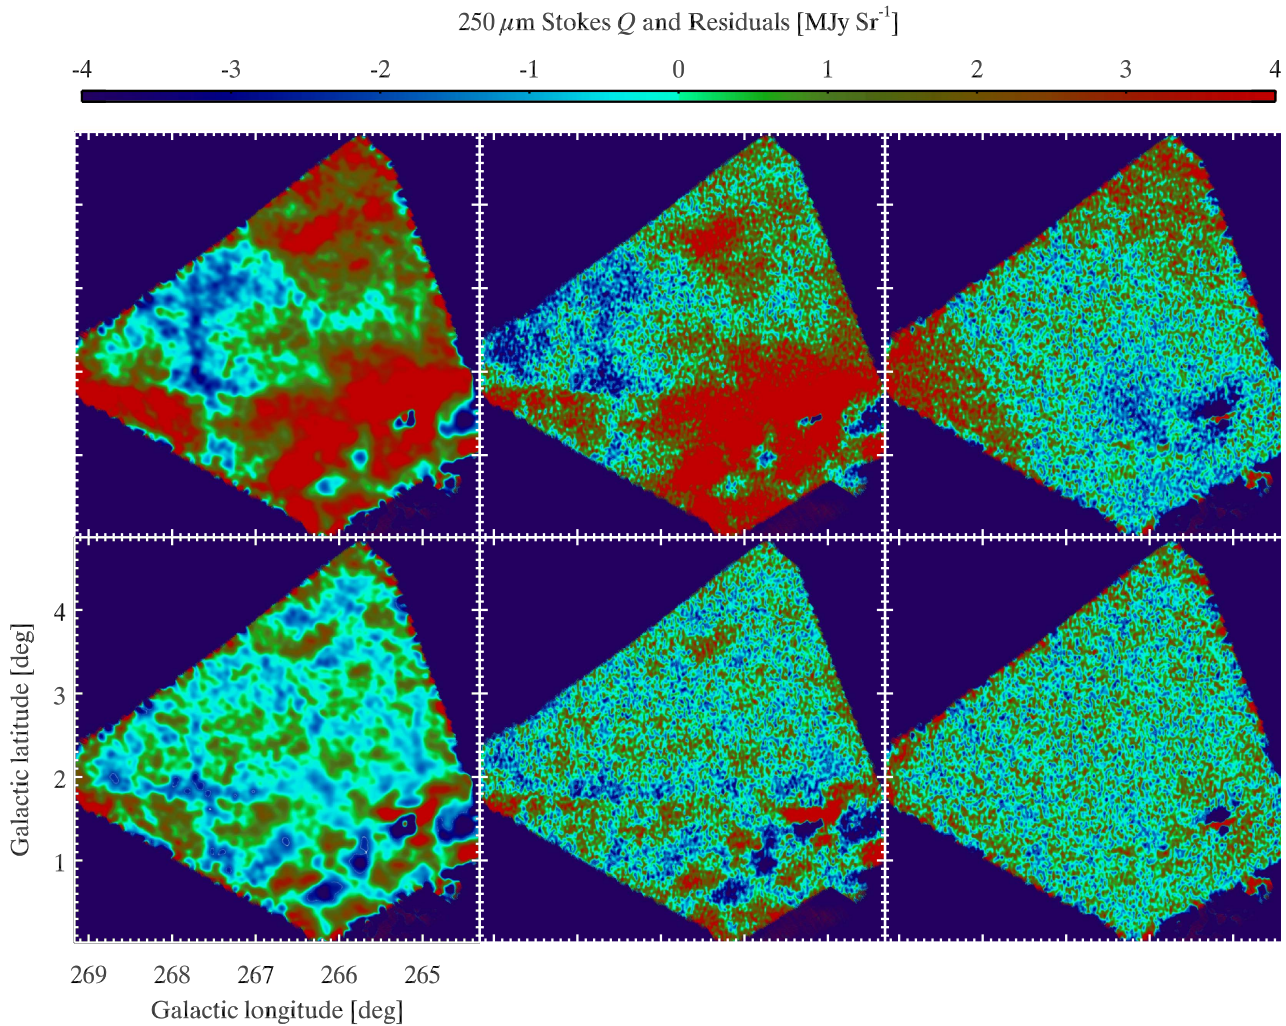 250 μm Stokes Q and Residuals [MJy Sr⁻¹]
-4 -3 -2 -1 0 1 2 3 4
Galactic latitude [deg]
4
3
2
1
269 268 267 266 265
Galactic longitude [deg]